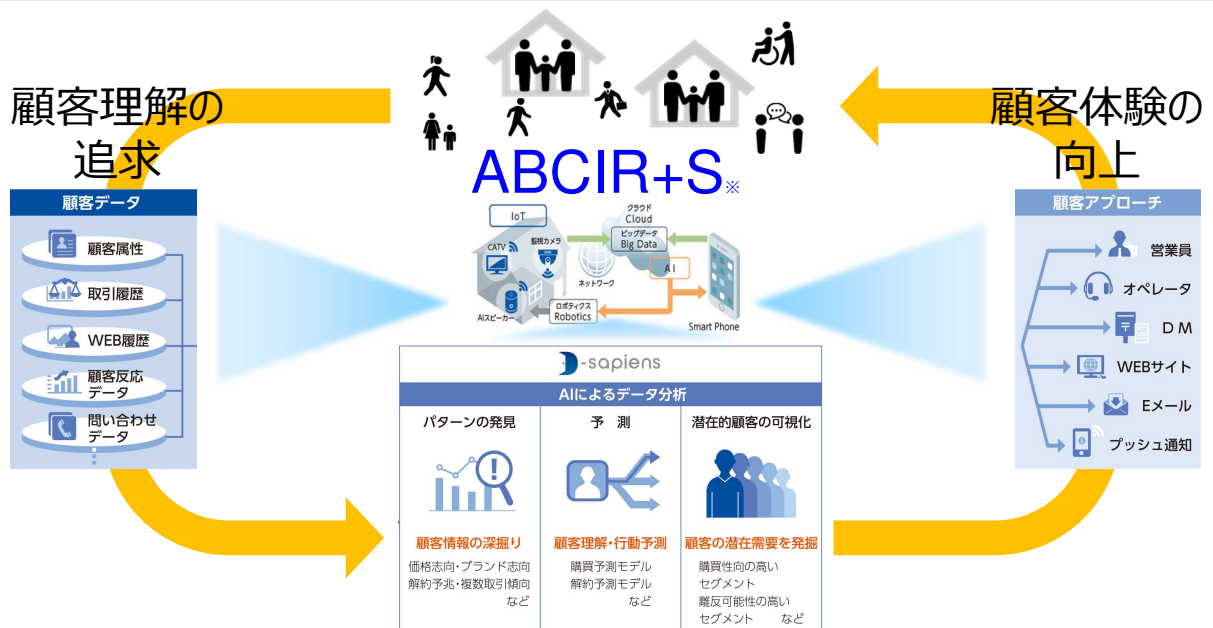 顧客理解の
追求
顧客データ
顧客属性
取引履歴
WEB履歴
顧客反応
データ
問い合わせ
データ
ABCIR+S※
IoT
CATV
監視カメラ
AIスピーカー
クラウド
Cloud
ビッグデータ
Big Data
ネットワーク
AI
ロボティクス
Robotics
Smart Phone
D-sapiens
AIによるデータ分析
パターンの発見
顧客情報の深掘り
価格志向・ブランド志向
解約予兆・複数取引傾向
など
予 測
顧客理解・行動予測
購買予測モデル
解約予測モデル
など
潜在的顧客の可視化
顧客の潜在需要を発掘
購買性向の高い
セグメント
離反可能性の高い
セグメント など
顧客体験の
向上
顧客アプローチ
営業員
オペレータ
〒
DM
WEBサイト
Eメール
プッシュ通知